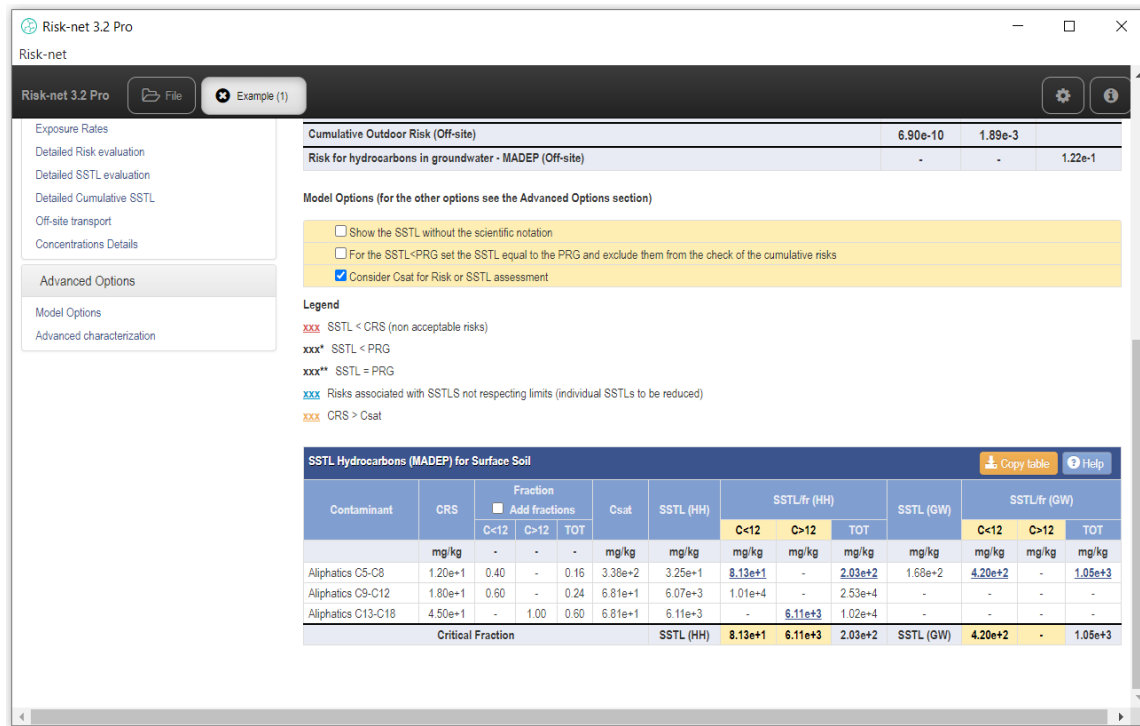 Risk-net 3.2 Pro
Risk-net
Risk-net 3.2 Pro File Example (1)
Exposure Rates
Detailed Risk evaluation
Detailed SSTL evaluation
Detailed Cumulative SSTL
Off-site transport
Concentrations Details
Advanced Options
Model Options
Advanced characterization
Cumulative Outdoor Risk (Off-site) 6.90e-10 1.89e-3
Risk for hydrocarbons in groundwater - MADEP (Off-site) - - 1.22e-1
Model Options (for the other options see the Advanced Options section)
Show the SSTL without the scientific notation
For the SSTL<PRG set the SSTL equal to the PRG and exclude them from the check of the cumulative risks
Consider Csat for Risk or SSTL assessment
Legend
xxx SSTL < CRS (non acceptable risks)
xxx* SSTL < PRG
xxx** SSTL = PRG
xxx Risks associated with SSTLS not respecting limits (individual SSTLs to be reduced)
xxx CRS > Csat
SSTL Hydrocarbons (MADEP) for Surface Soil Copy table Help
Contaminant CRS Fraction Add fractions Csat SSTL (HH) SSTL/fr (HH) SSTL (GW) SSTL/fr (GW)
C<12 C>12 TOT C<12 C>12 TOT C<12 C>12 TOT
mg/kg - - - mg/kg mg/kg mg/kg mg/kg mg/kg mg/kg mg/kg mg/kg mg/kg
Aliphatics C5-C8 1.20e+1 0.40 - 0.16 3.38e+2 3.25e+1 8.13e+1 - 2.03e+2 1.68e+2 4.20e+2 - 1.05e+3
Aliphatics C9-C12 1.80e+1 0.60 - 0.24 6.81e+1 6.07e+3 1.01e+4 - 2.53e+4 - - - -
Aliphatics C13-C18 4.50e+1 - 1.00 0.60 6.81e+1 6.11e+3 - 6.11e+3 1.02e+4 - - - -
Critical Fraction SSTL (HH) 8.13e+1 6.11e+3 2.03e+2 SSTL (GW) 4.20e+2 - 1.05e+3